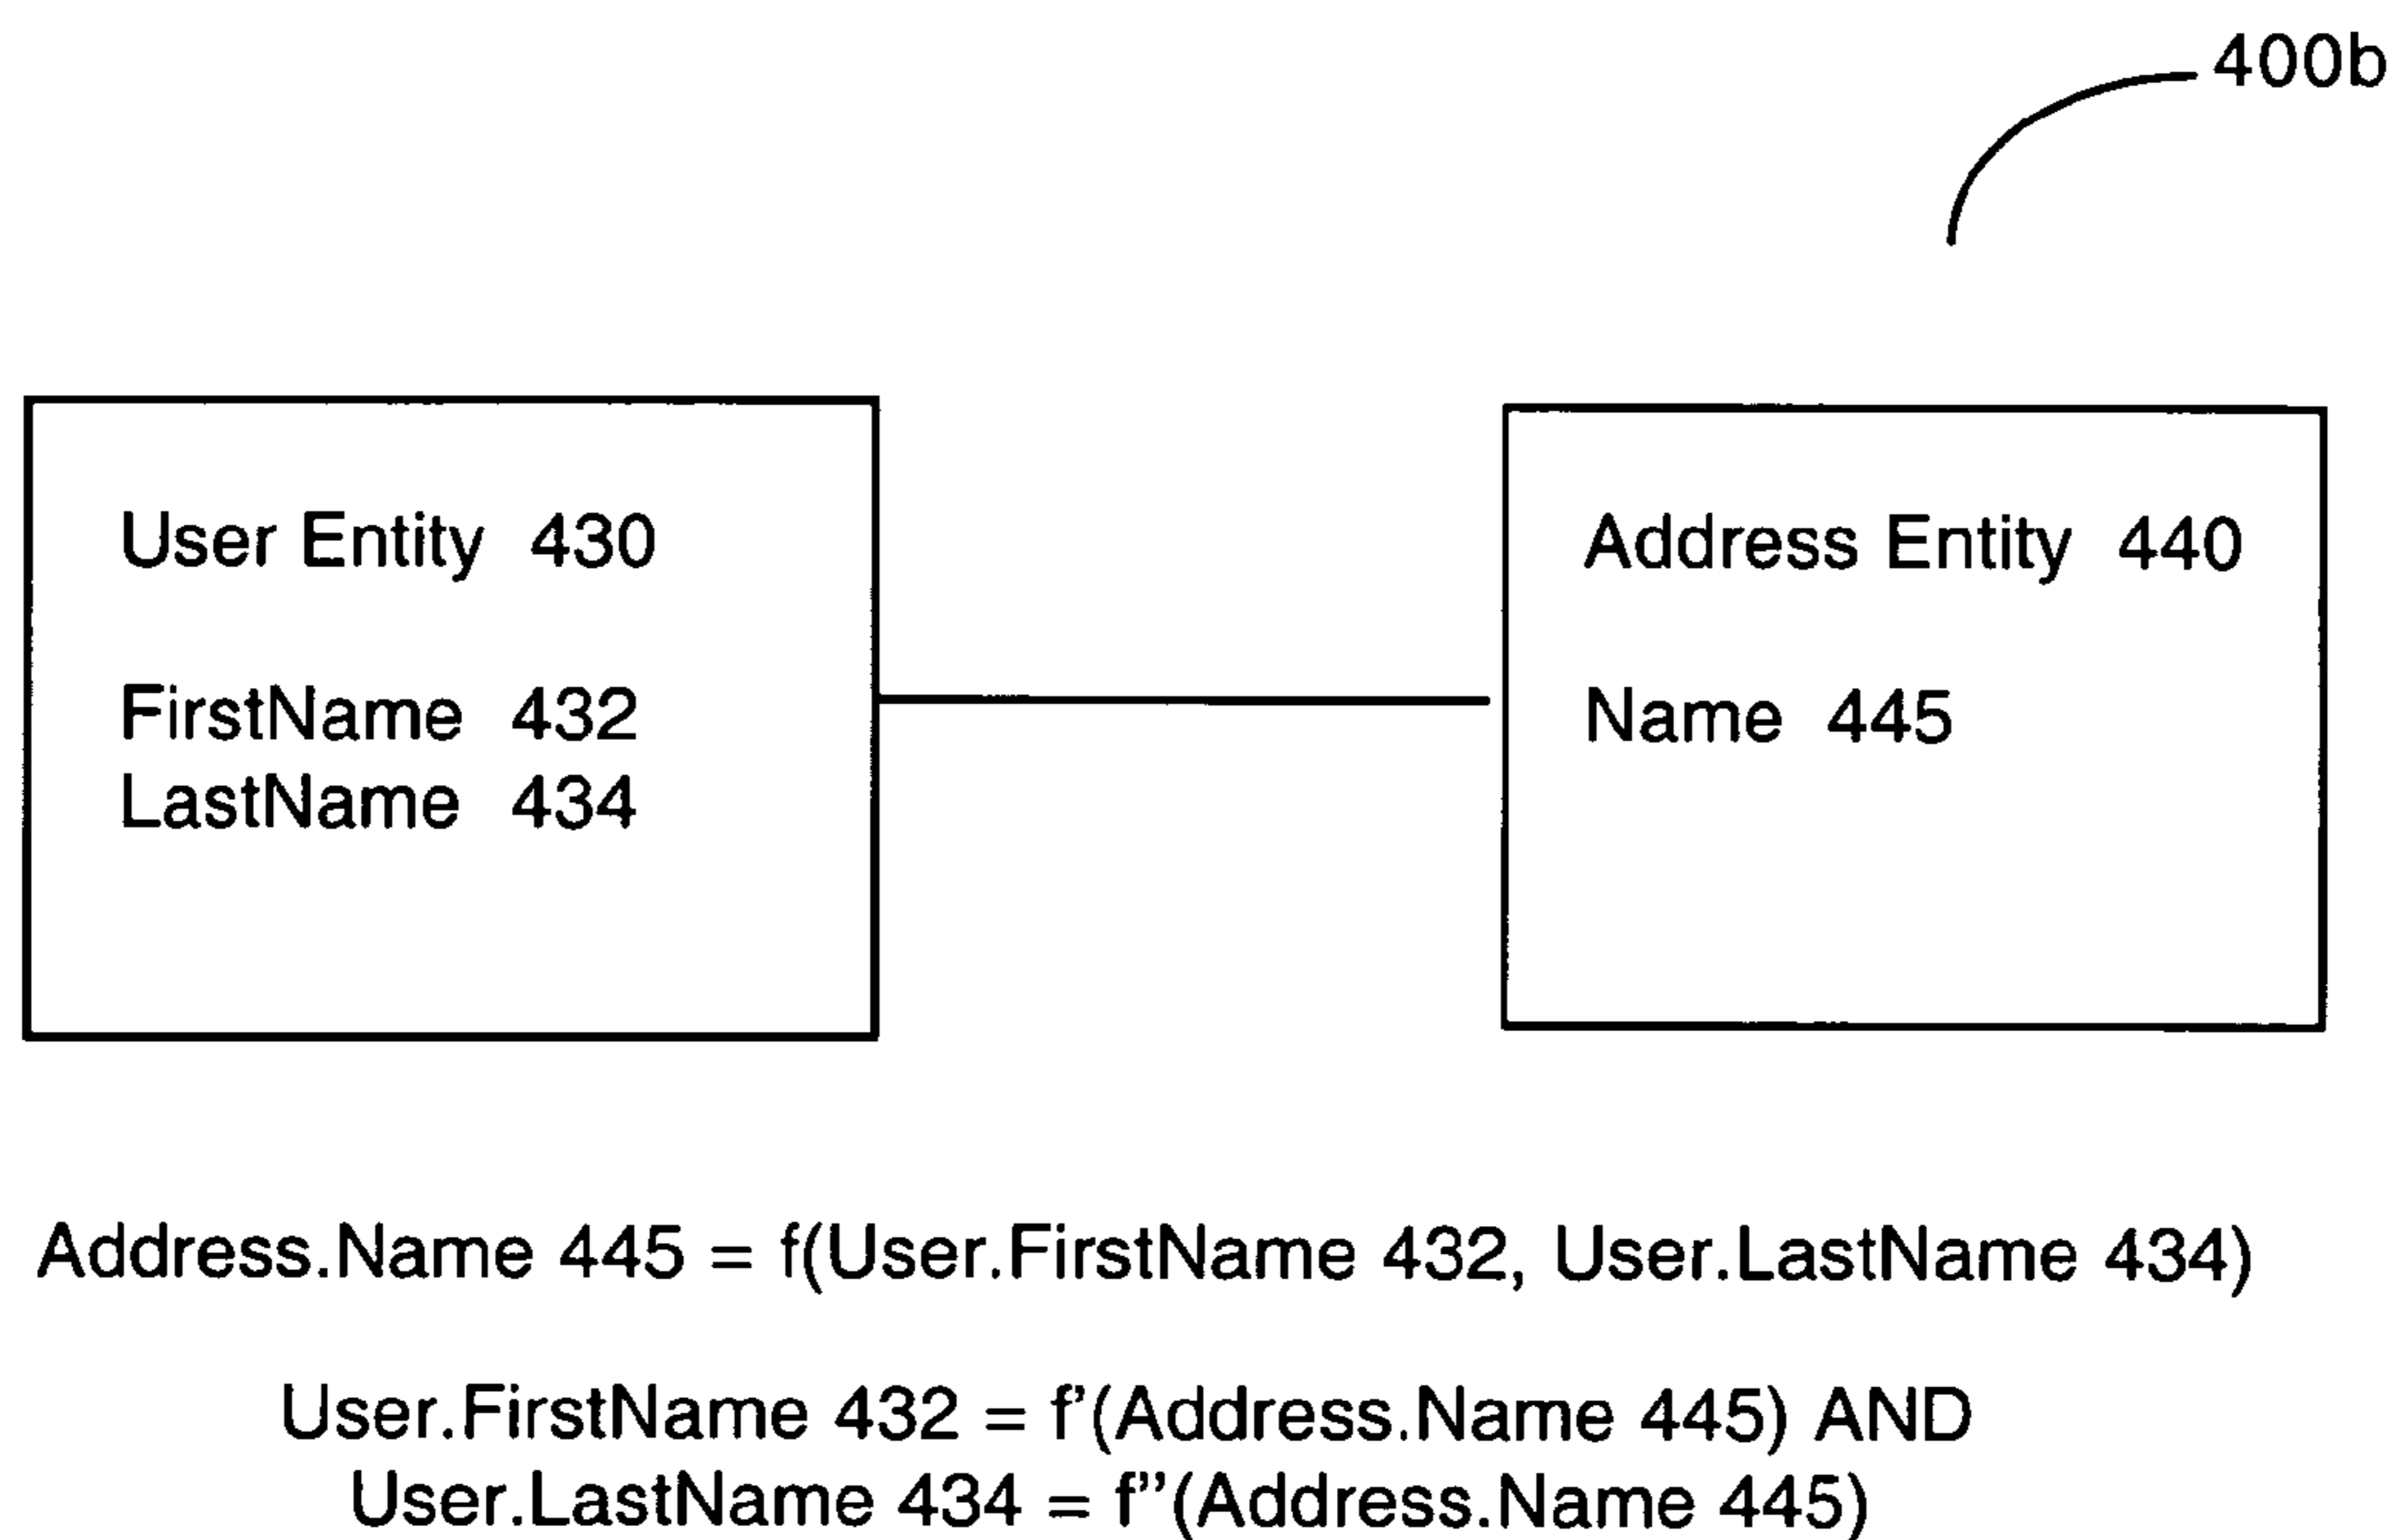 400b
User Entity 430
FirstName 432
LastName 434
Address Entity 440
Name 445
Address.Name 445 = f(User.FirstName 432, User.LastName 434)
User.FirstName 432 = f’(Address.Name 445) AND
User.LastName 434 = f’’(Address.Name 445)